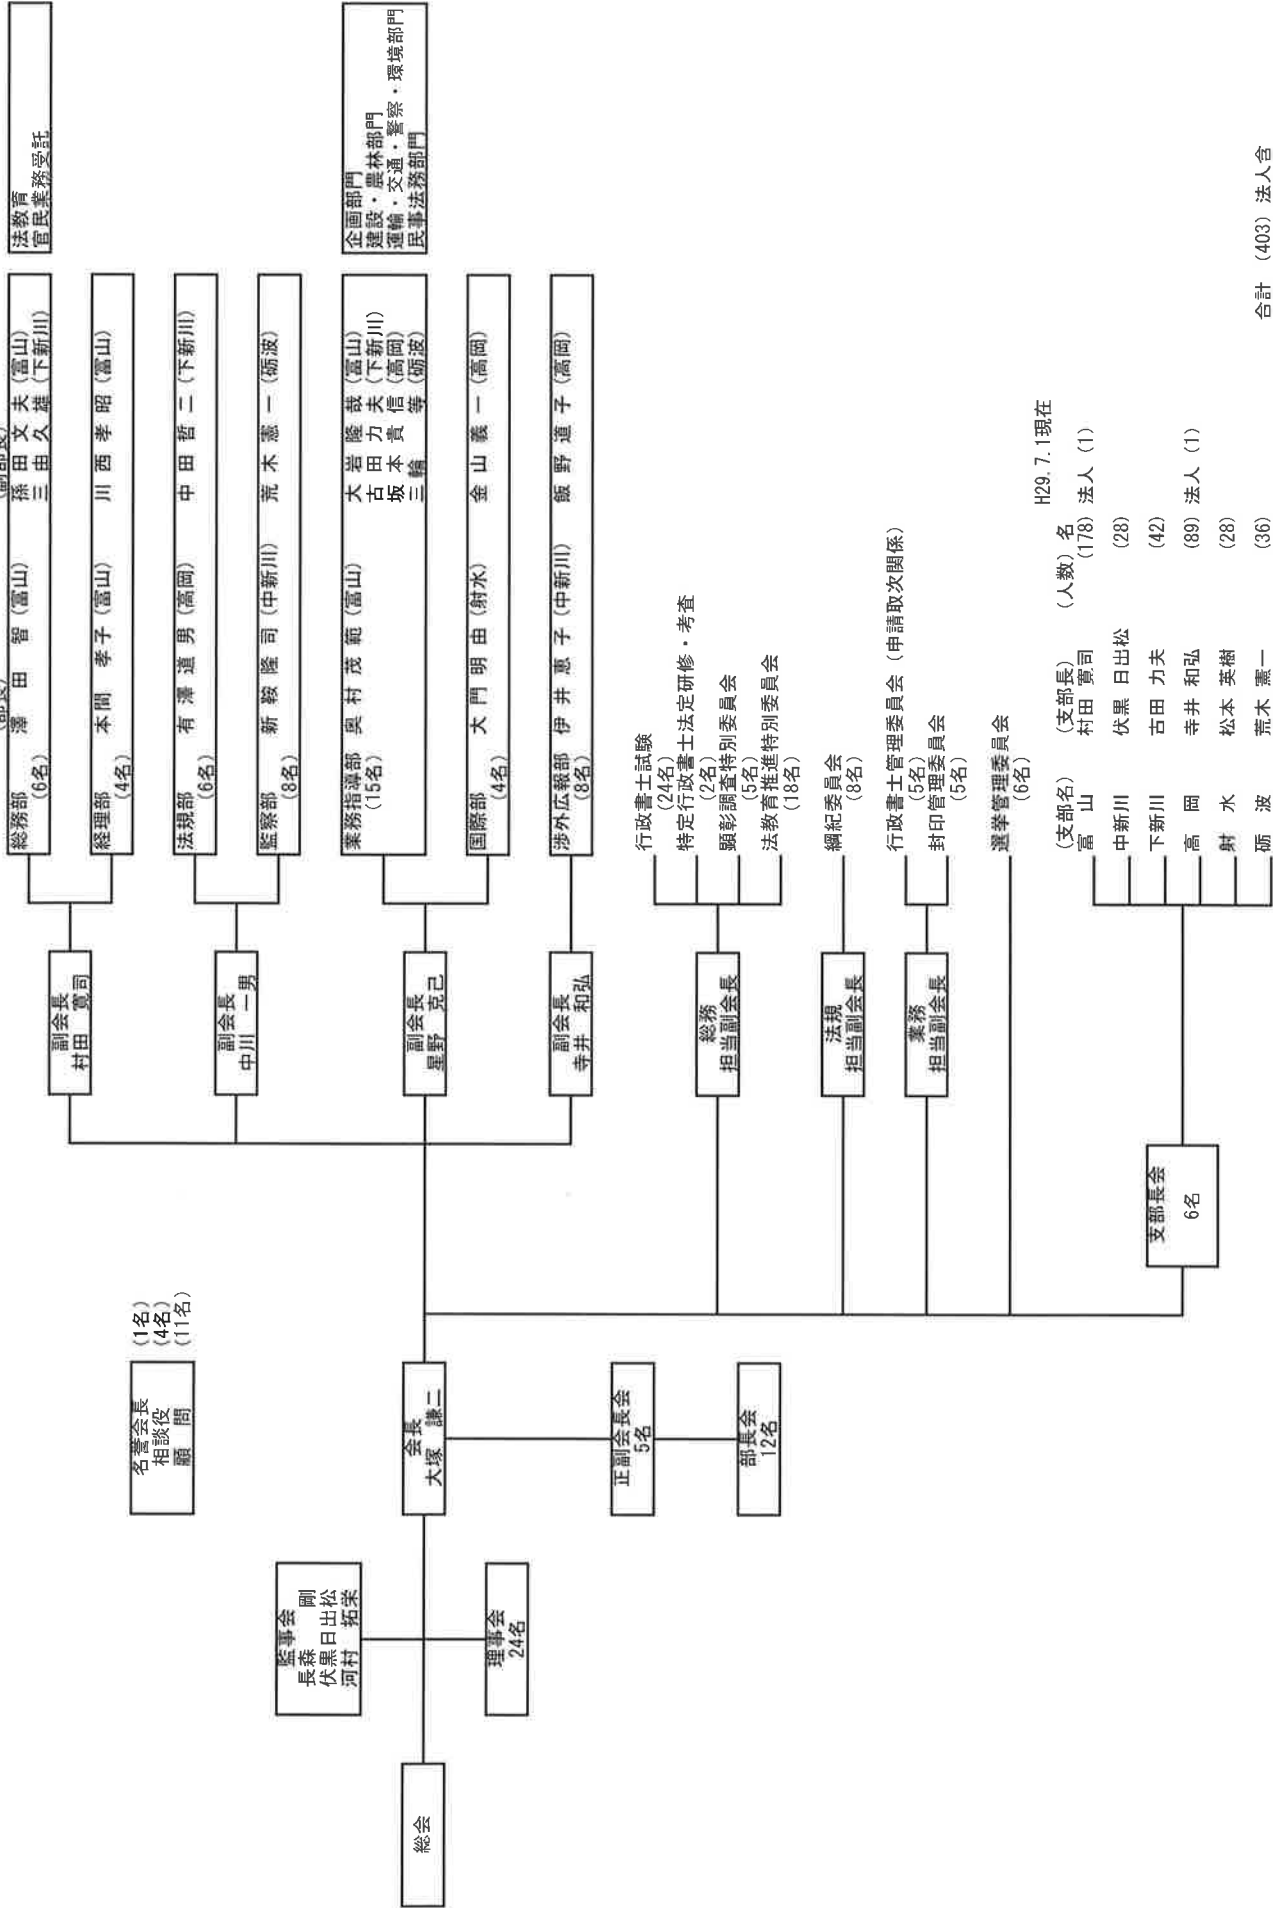 総会
監事会
長森　剛
伏黒日出松
河村　拓栄
理事会
24名
名誉会長 (1名)
相談役 (4名)
顧　問 (11名)
会長
大塚　謙二
正副会長会
5名
部長会
12名
副会長
村田　寛司
副会長
中川　一男
副会長
星野　克己
副会長
寺井　和弘
(部長) (副部長)
総務部 澤　田　智 (富山) 孫田文夫 (富山)
(6名) 三由久雄 (下新川)
法教育
官民業務受託
経理部 本間　孝子 (富山) 川西孝昭 (富山)
(4名)
法規部 有澤道男 (高岡) 中田哲二 (下新川)
(6名)
監察部 新鞍隆司 (中新川) 荒木憲一 (砺波)
(8名)
業務指導部 奥村茂範 (富山) 大岩隆哉 (富山)
(15名) 古田力夫 (下新川)
坂本貴信 (高岡)
三輪　等 (砺波)
企画部門
建設・農林部門
運輸・交通・警察・環境部門
民事法務部門
国際部 大門明由 (射水) 金山義一 (高岡)
(4名)
渉外広報部 伊井恵子 (中新川) 飯野道子 (高岡)
(8名)
総務
担当副会長
行政書士試験
(24名)
特定行政書士法定研修・考査
(2名)
顕彰調査特別委員会
(5名)
法教育推進特別委員会
(18名)
法規
担当副会長
綱紀委員会
(8名)
業務
担当副会長
行政書士管理委員会 (申請取次関係)
(5名)
封印管理委員会
(5名)
選挙管理委員会
(6名)
支部長会
6名
H29.7.1現在
(支部名) (支部長) (人数) 名
富　山 村田 寛司 (178) 法人 (1)
中新川 伏黒 日出松 (28)
下新川 古田 力夫 (42)
高　岡 寺井 和弘 (89) 法人 (1)
射　水 松本 英樹 (28)
砺　波 荒木 憲一 (36)
合計 (403) 法人含